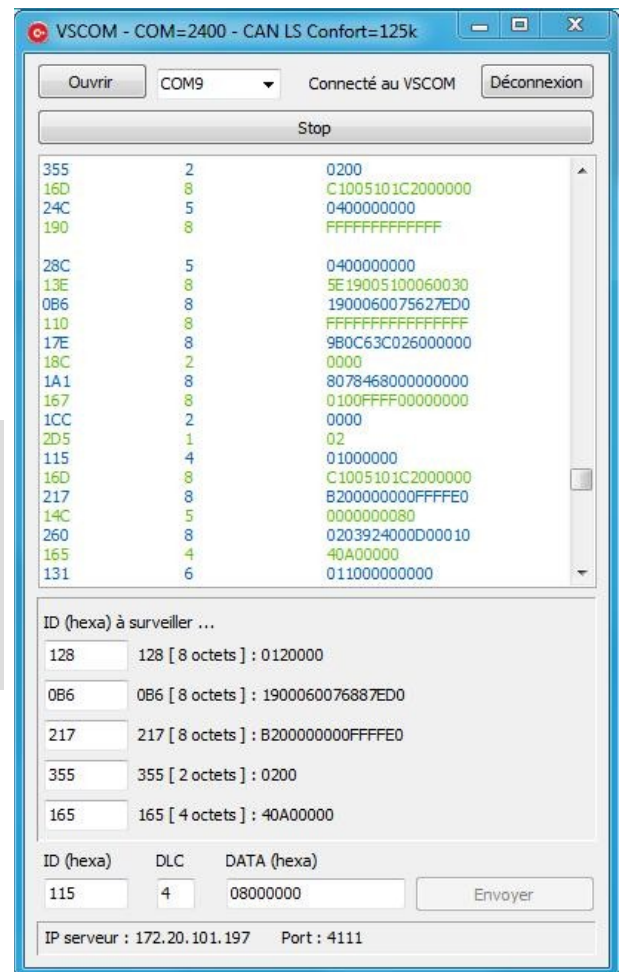 VSCOM - COM=2400 - CAN LS Confort=125k
Ouvrir COM9 Connecté au VSCOM Déconnexion
Stop
355 2 0200
16D 8 C1005101C2000000
24C 5 0400000000
190 8 FFFFFFFFFFFFFF
28C 5 0400000000
13E 8 5E19005100060030
0B6 8 1900060075627ED0
110 8 FFFFFFFFFFFFFFFF
17E 8 9B0C63C026000000
18C 2 0000
1A1 8 8078468000000000
167 8 0100FFFF00000000
1CC 2 0000
2D5 1 02
115 4 01000000
16D 8 C1005101C2000000
217 8 B200000000FFFFE0
14C 5 0000000080
260 8 0203924000D00010
165 4 40A00000
131 6 011000000000
ID (hexa) à surveiller ...
128 128 [ 8 octets ] : 0120000
0B6 0B6 [ 8 octets ] : 1900060076887ED0
217 217 [ 8 octets ] : B200000000FFFFE0
355 355 [ 2 octets ] : 0200
165 165 [ 4 octets ] : 40A00000
ID (hexa) DLC DATA (hexa)
115 4 08000000 Envoyer
IP serveur : 172.20.101.197 Port : 4111